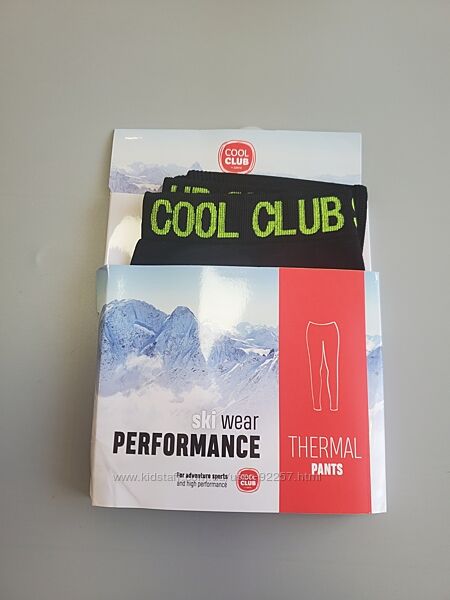 COOL
CLUB
COOL CLUB S
ski wear
PERFORMANCE
For adventure sports
and high performance
COOL
CLUB
THERMAL
PANTS